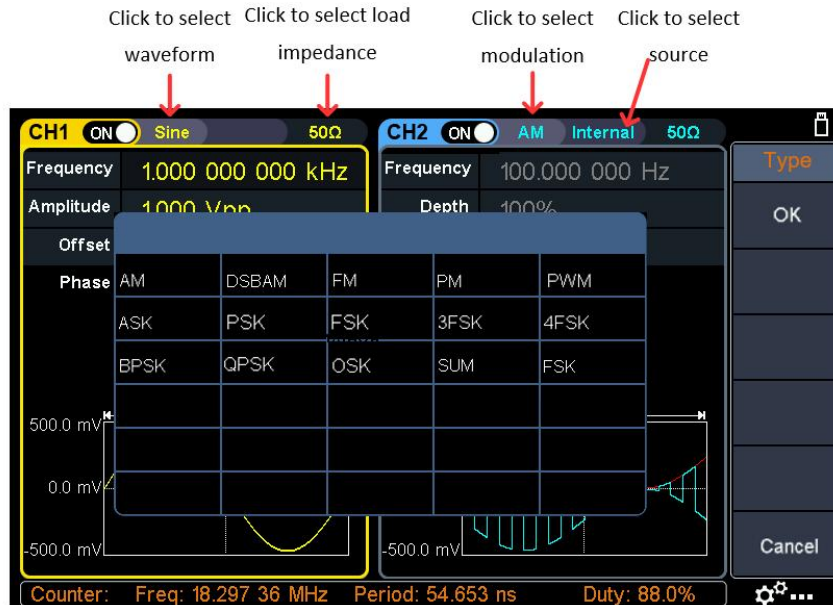 Click to select waveform
Click to select load impedance
Click to select modulation
Click to select source
CH1 ON Sine 50Ω
CH2 ON AM Internal 50Ω
Type
Frequency 1.000 000 000 kHz
Frequency 100.000 000 Hz
Amplitude 1.000 Vpp
Depth 100%
OK
Offset
Phase
AM DSBAM FM PM PWM
ASK PSK FSK 3FSK 4FSK
BPSK QPSK OSK SUM FSK
500.0 mV
0.0 mV
-500.0 mV
-500.0 mV
Cancel
Counter: Freq: 18.297 36 MHz Period: 54.653 ns Duty: 88.0%